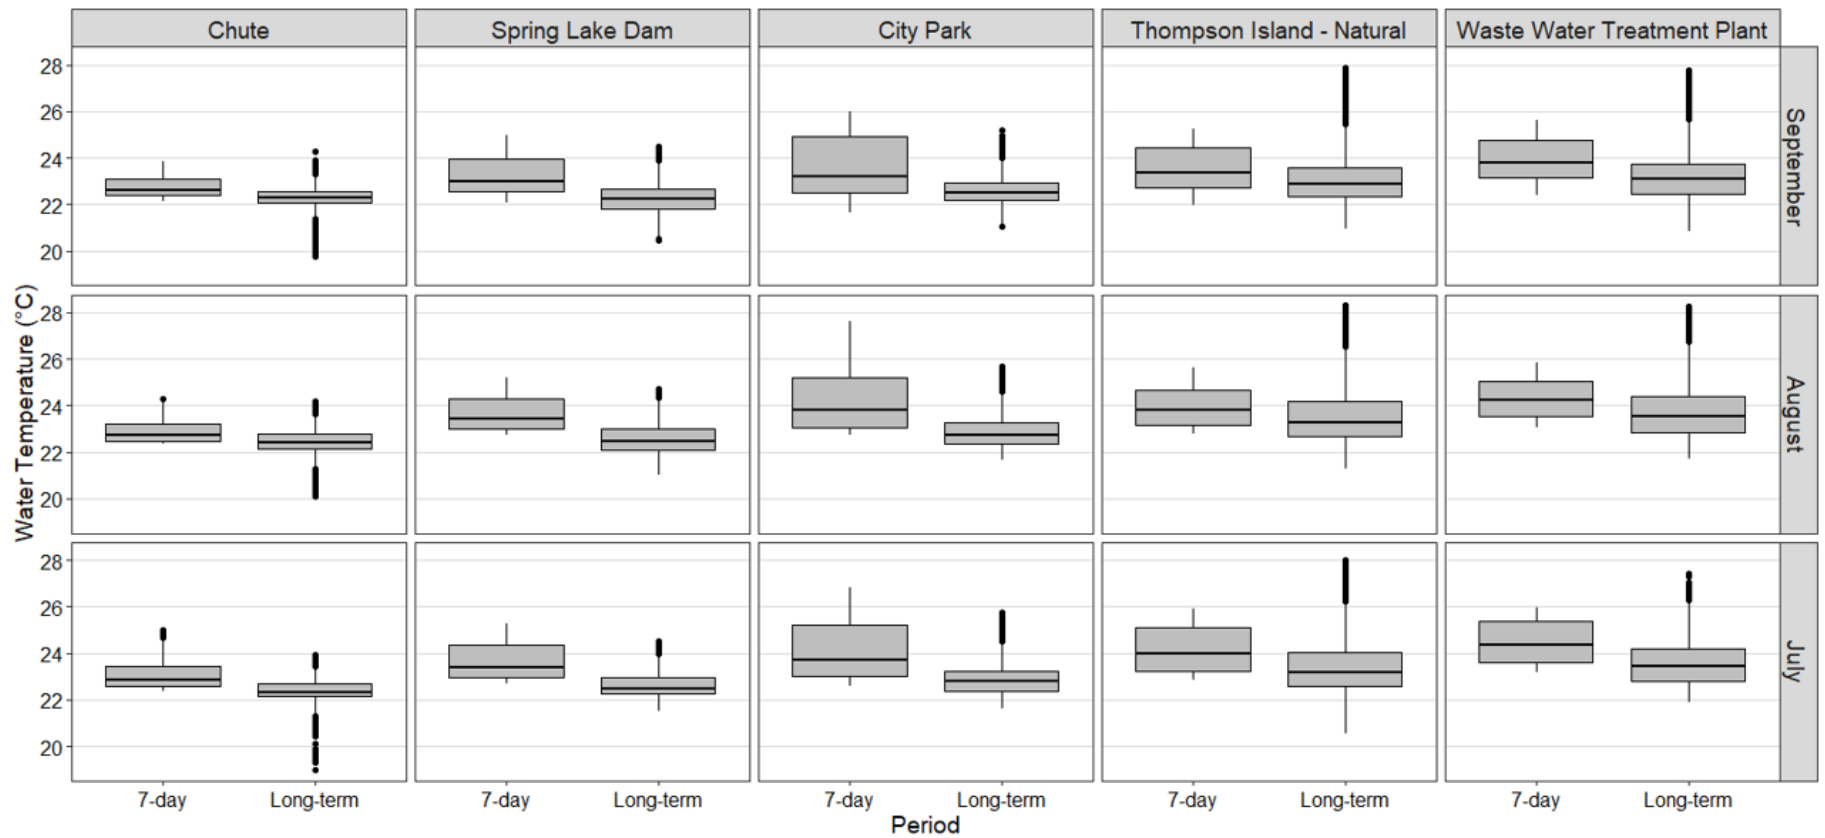 Chute Spring Lake Dam City Park Thompson Island - Natural Waste Water Treatment Plant
28
26
24
22
20
September
28
26
24
22
20
August
28
26
24
22
20
July
Water Temperature (°C)
7-day Long-term 7-day Long-term 7-day Long-term 7-day Long-term 7-day Long-term
Period